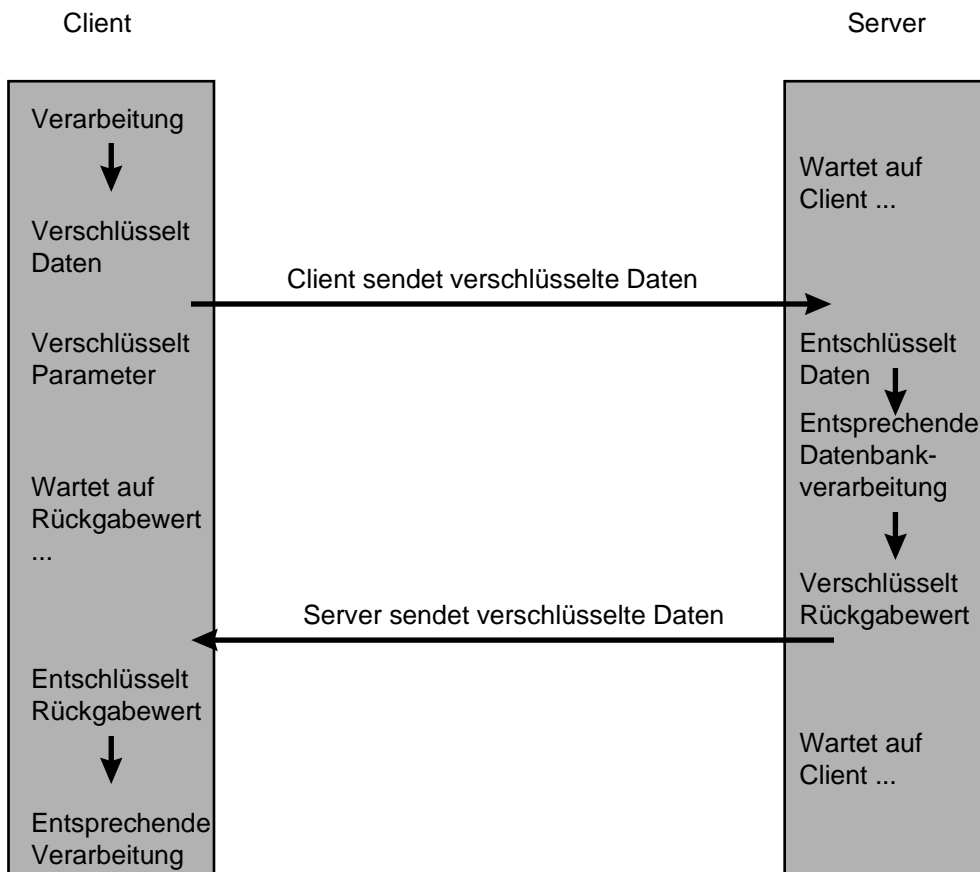 Client
Server
Verarbeitung
Verschlüsselt
Daten
Verschlüsselt
Parameter
Wartet auf
Rückgabewert
...
Entschlüsselt
Rückgabewert
Entsprechende
Verarbeitung
Client sendet verschlüsselte Daten
Server sendet verschlüsselte Daten
Wartet auf
Client ...
Entschlüsselt
Daten
Entsprechende
Datenbank-
verarbeitung
Verschlüsselt
Rückgabewert
Wartet auf
Client ...